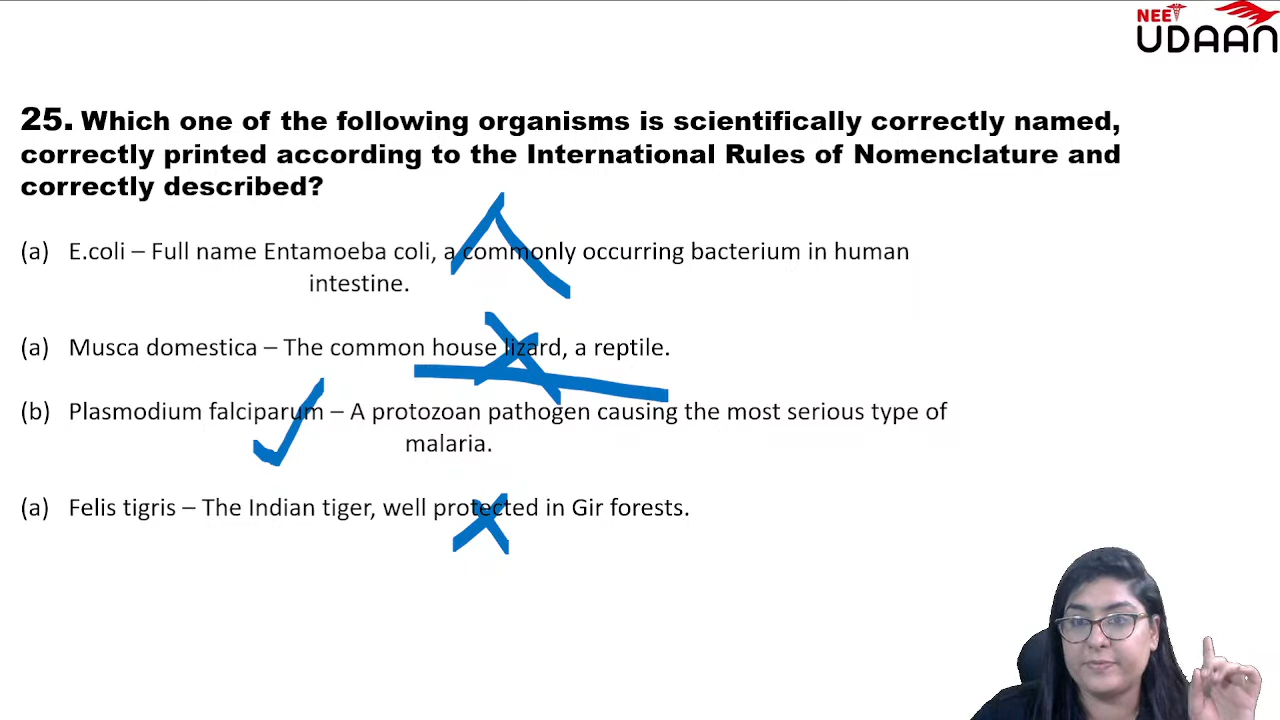 NEET
UDAAN
25. Which one of the following organisms is scientifically correctly named,
correctly printed according to the International Rules of Nomenclature and
correctly described?
(a) E.coli – Full name Entamoeba coli, a commonly occurring bacterium in human
intestine.
(a) Musca domestica – The common house lizard, a reptile.
(b) Plasmodium falciparum – A protozoan pathogen causing the most serious type of
malaria.
(a) Felis tigris – The Indian tiger, well protected in Gir forests.